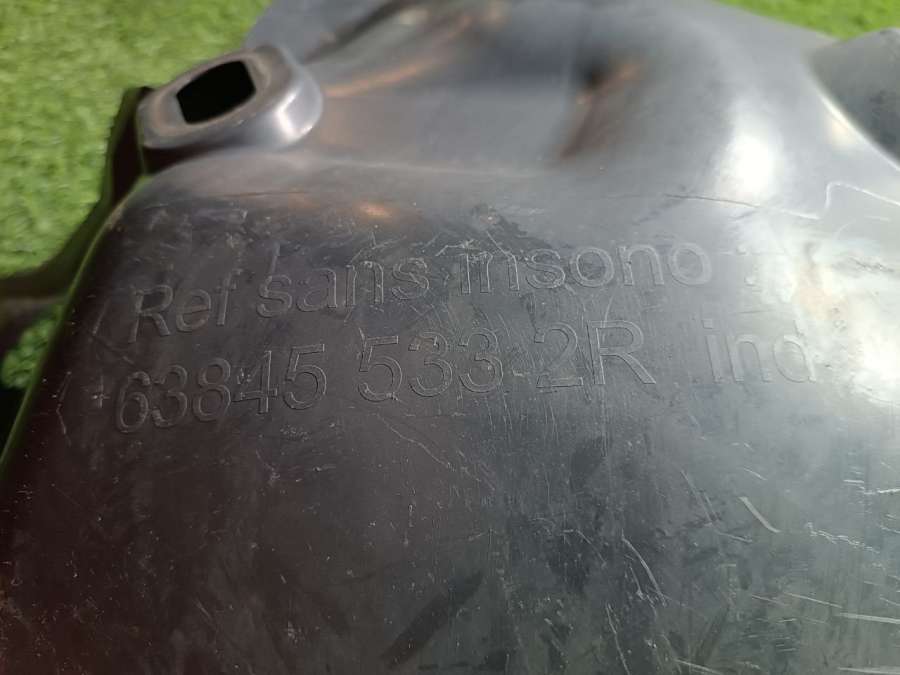 Ref sans insono :
63845 533 2R ind